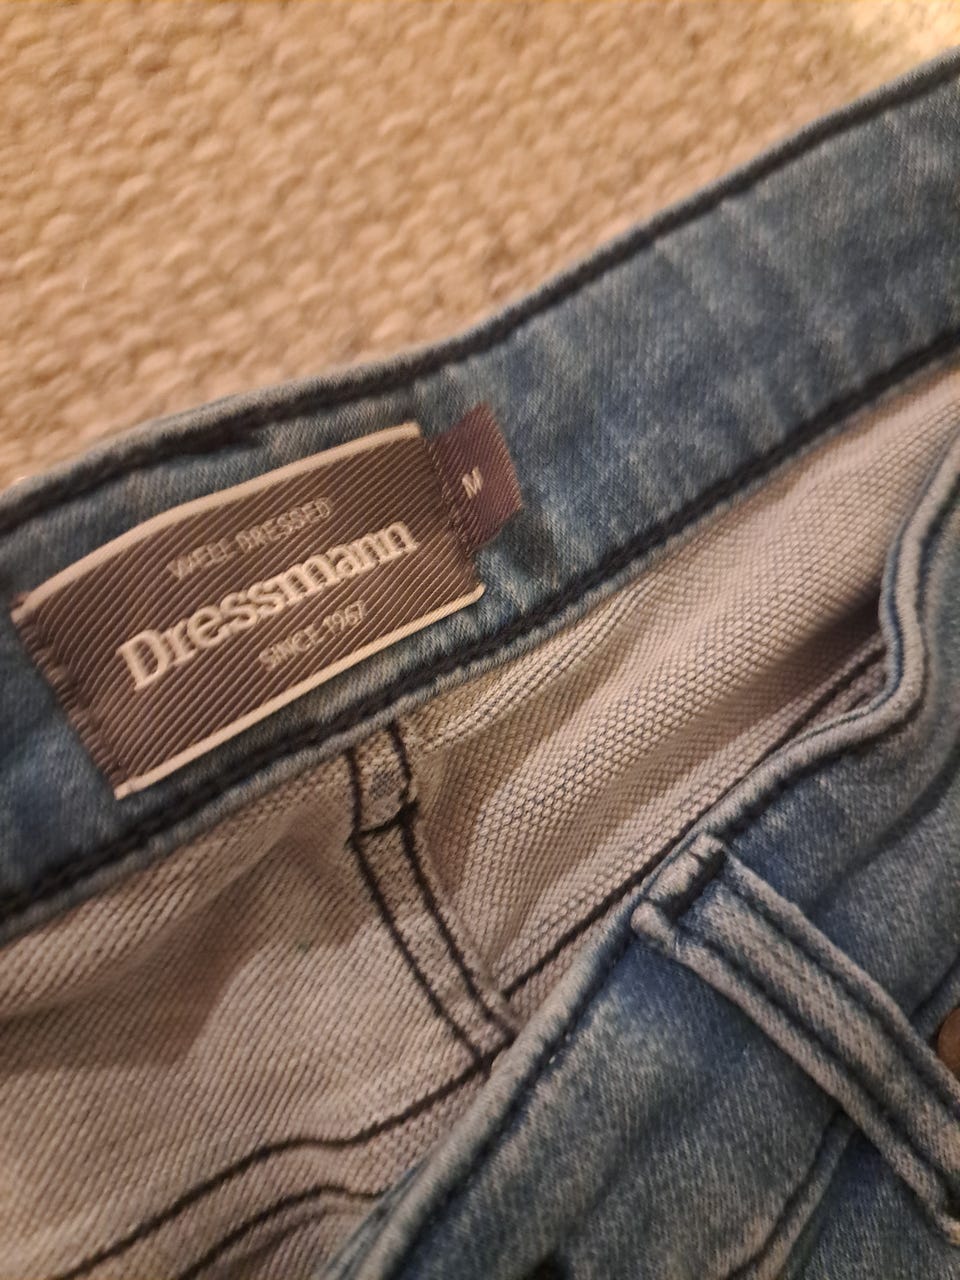 WELL DRESSED
Dressmann
SINCE 1967
M